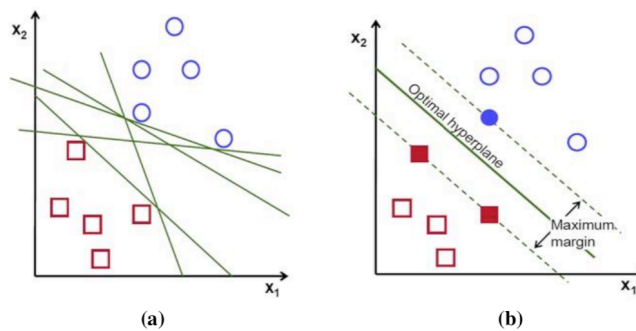 X2
X1
(a)
X2
Optimal hyperplane
Maximum
margin
X1
(b)